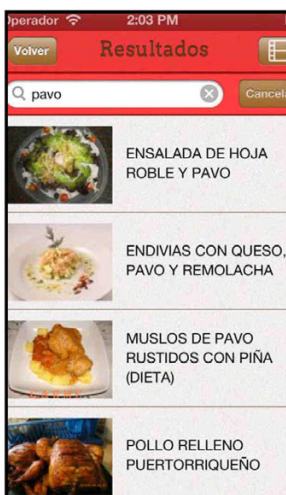 Operador 2:03 PM
Volver Resultados
pavo Cancela
ENSALADA DE HOJA
ROBLE Y PAVO
ENDIVIAS CON QUESO,
PAVO Y REMOLACHA
MUSLOS DE PAVO
RUSTIDOS CON PIÑA
(DIETA)
POLLO RELLENO
PUERTORRIQUEÑO